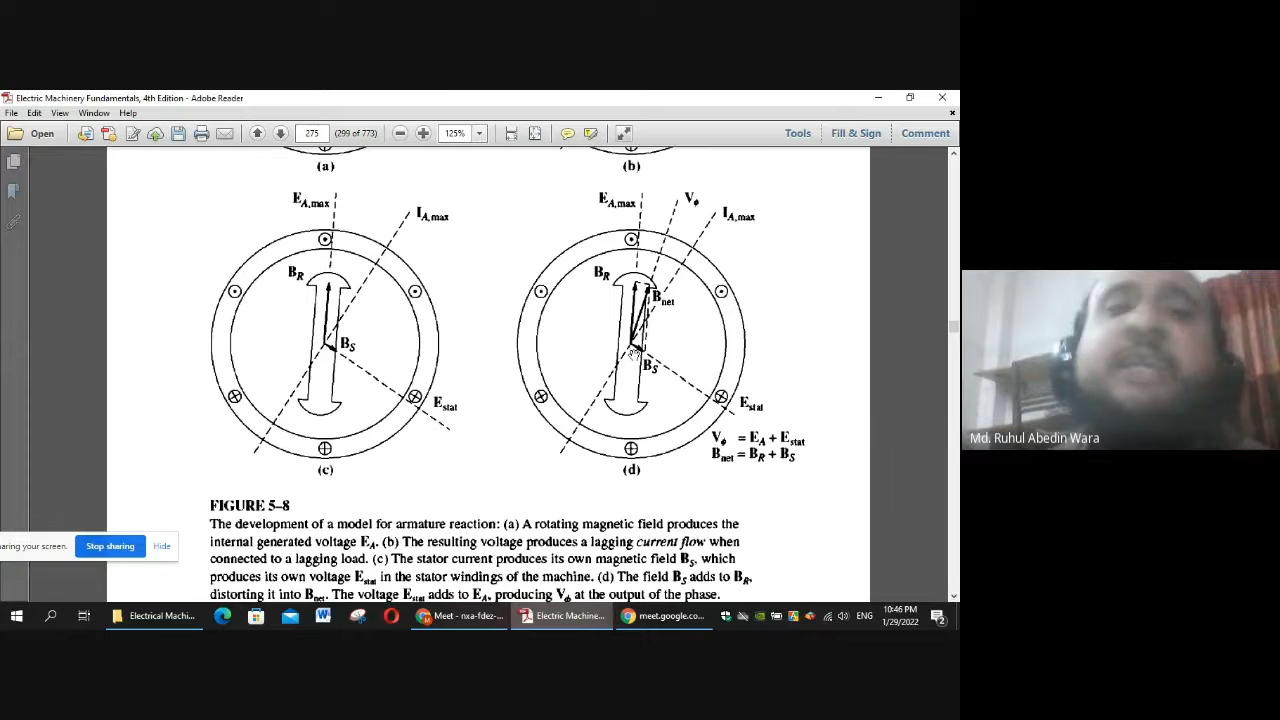 Electric Machinery Fundamentals, 4th Edition - Adobe Reader
File Edit View Window Help
Open 275 (299 of 773) 125% Tools Fill & Sign Comment
(a) (b)
E_A,max I_A,max E_A,max V_ϕ I_A,max
B_R B_R
B_net
B_S B_S
E_stat E_stat
V_ϕ = E_A + E_stat
B_net = B_R + B_S
(c) (d)
FIGURE 5–8
The development of a model for armature reaction: (a) A rotating magnetic field produces the
internal generated voltage E_A. (b) The resulting voltage produces a lagging current flow when
connected to a lagging load. (c) The stator current produces its own magnetic field B_S, which
produces its own voltage E_stat in the stator windings of the machine. (d) The field B_S adds to B_R,
distorting it into B_net. The voltage E_stat adds to E_A, producing V_ϕ at the output of the phase.
haring your screen. Stop sharing Hide
Md. Ruhul Abedin Wara
Electrical Machi... Meet - nxa-fdez-... Electric Machine... meet.google.co... ENG
10:46 PM
1/29/2022
2